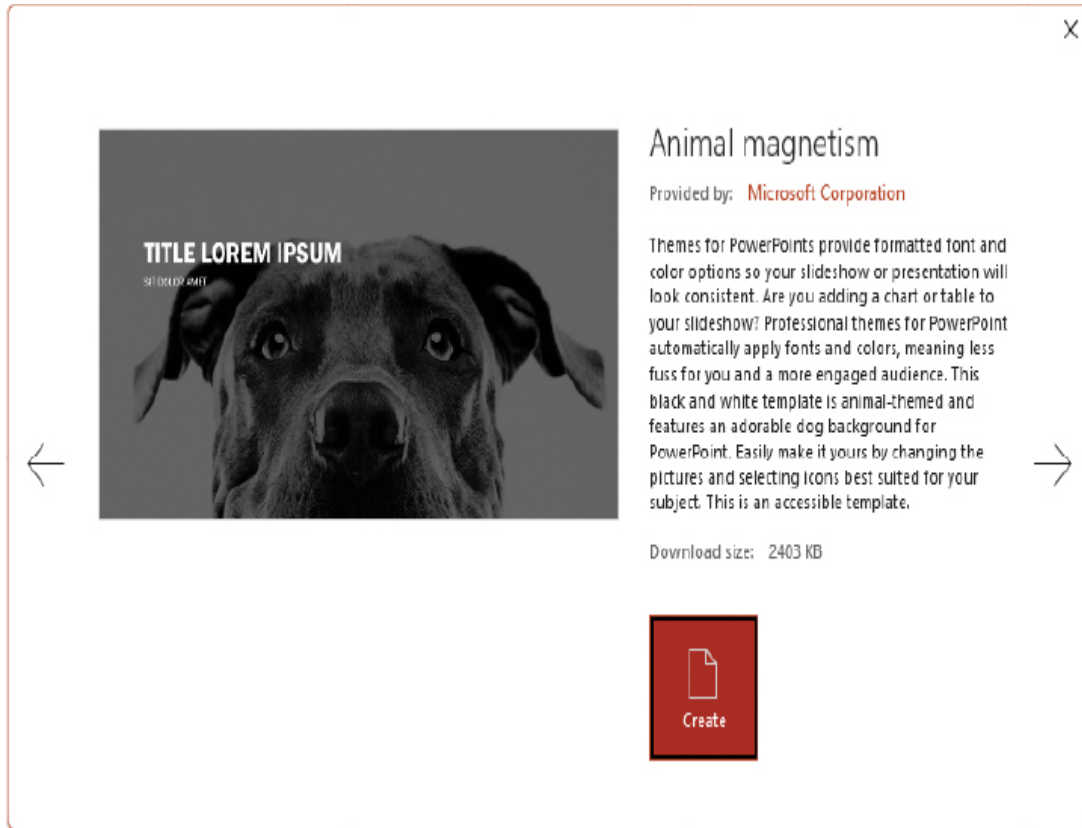 X
Animal magnetism
Provided by: Microsoft Corporation
TITLE LOREM IPSUM
SIT DOLOR AMET
Themes for PowerPoints provide formatted font and
color options so your slideshow or presentation will
look consistent. Are you adding a chart or table to
your slideshow? Professional themes for PowerPoint
automatically apply fonts and colors, meaning less
fuss for you and a more engaged audience. This
black and white template is animal-themed and
features an adorable dog background for
PowerPoint. Easily make it yours by changing the
pictures and selecting icons best suited for your
subject. This is an accessible template.
Download size: 2403 KB
Create